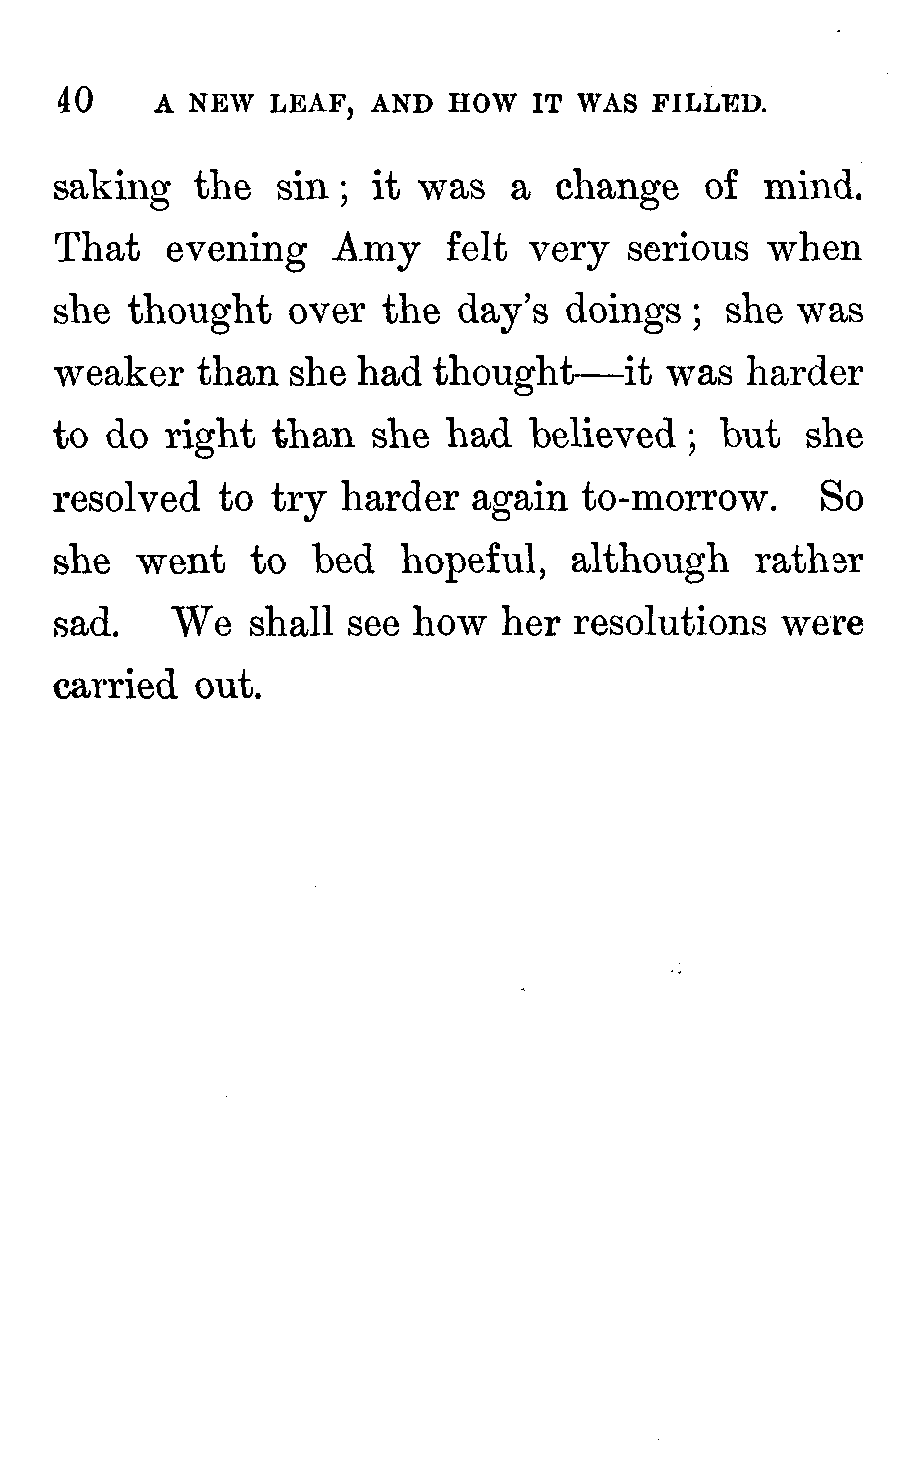 40 A NEW LEAF, AND HOW IT WAS FILLED.
saking the sin ; it was a change of mind.
That evening Amy felt very serious when
she thought over the day's doings ; she was
weaker than she had thought—it was harder
to do right than she had believed ; but she
resolved to try harder again to-morrow. So
she went to bed hopeful, although rather
sad. We shall see how her resolutions were
carried out.